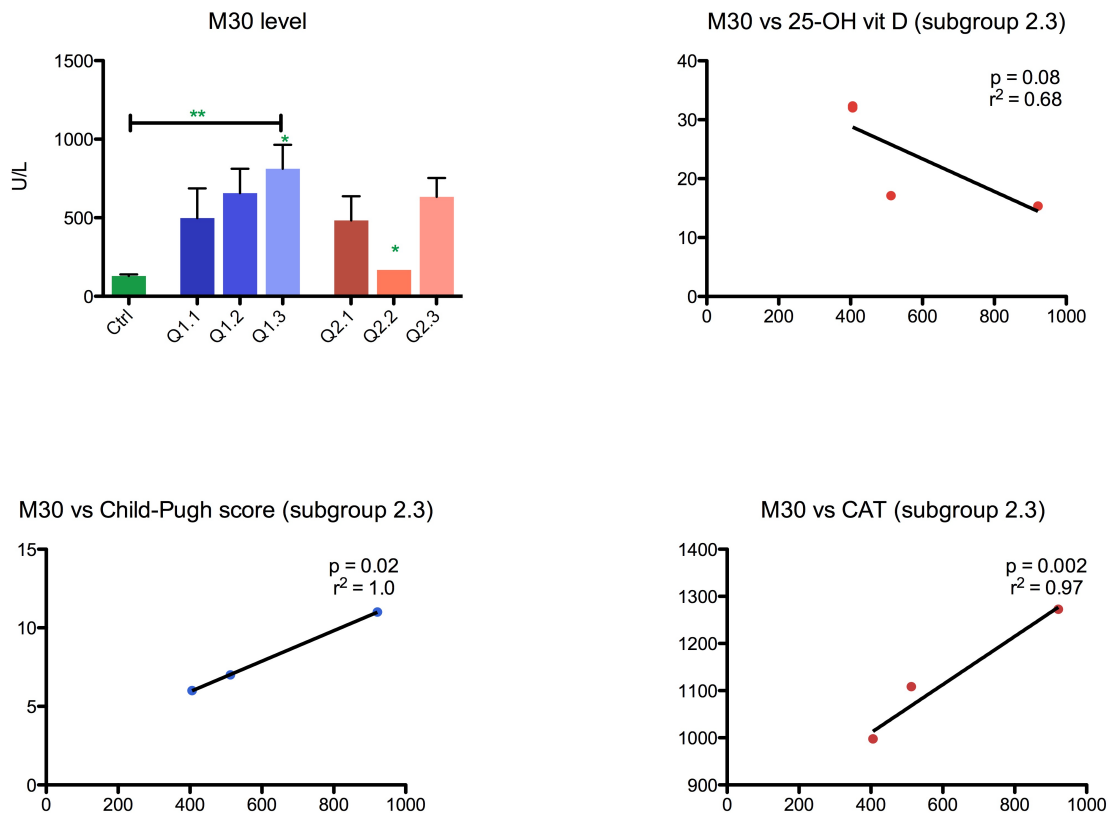 M30 level
1500
1000
500
0
U/L
**
*
*
Ctrl
Q1.1
Q1.2
Q1.3
Q2.1
Q2.2
Q2.3
M30 vs 25-OH vit D (subgroup 2.3)
40
30
20
10
0
p = 0.08
r² = 0.68
0 200 400 600 800 1000
M30 vs Child-Pugh score (subgroup 2.3)
15
10
5
0
p = 0.02
r² = 1.0
0 200 400 600 800 1000
M30 vs CAT (subgroup 2.3)
1400
1300
1200
1100
1000
900
p = 0.002
r² = 0.97
0 200 400 600 800 1000